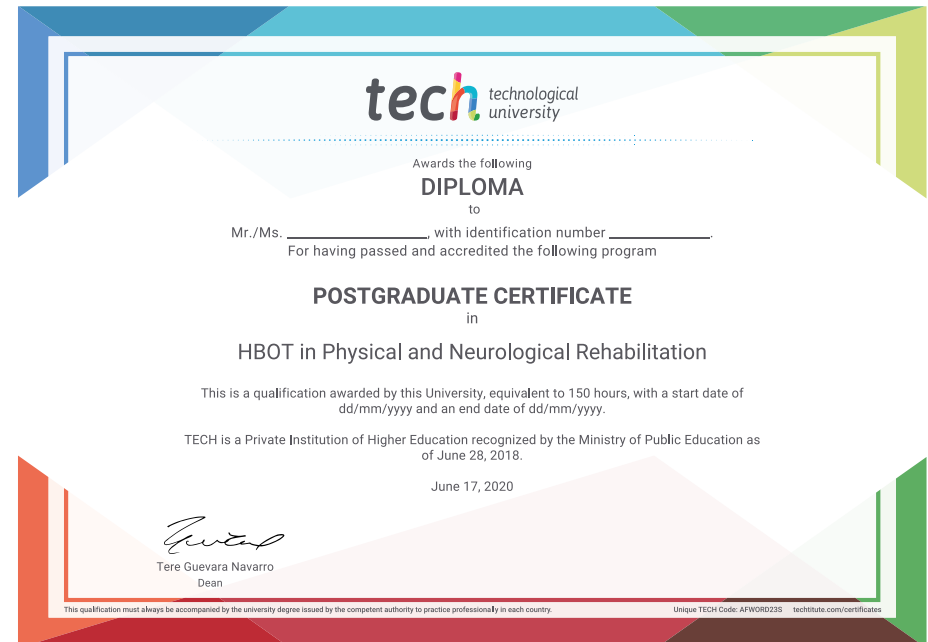 tech technological
university
Awards the following
DIPLOMA
to
Mr./Ms. ____________________, with identification number ______________.
For having passed and accredited the following program
POSTGRADUATE CERTIFICATE
in
HBOT in Physical and Neurological Rehabilitation
This is a qualification awarded by this University, equivalent to 150 hours, with a start date of
dd/mm/yyyy and an end date of dd/mm/yyyy.
TECH is a Private Institution of Higher Education recognized by the Ministry of Public Education as
of June 28, 2018.
June 17, 2020
Tere Guevara Navarro
Dean
This qualification must always be accompanied by the university degree issued by the competent authority to practice professionally in each country. Unique TECH Code: AFWORD23S techtitute.com/certificates